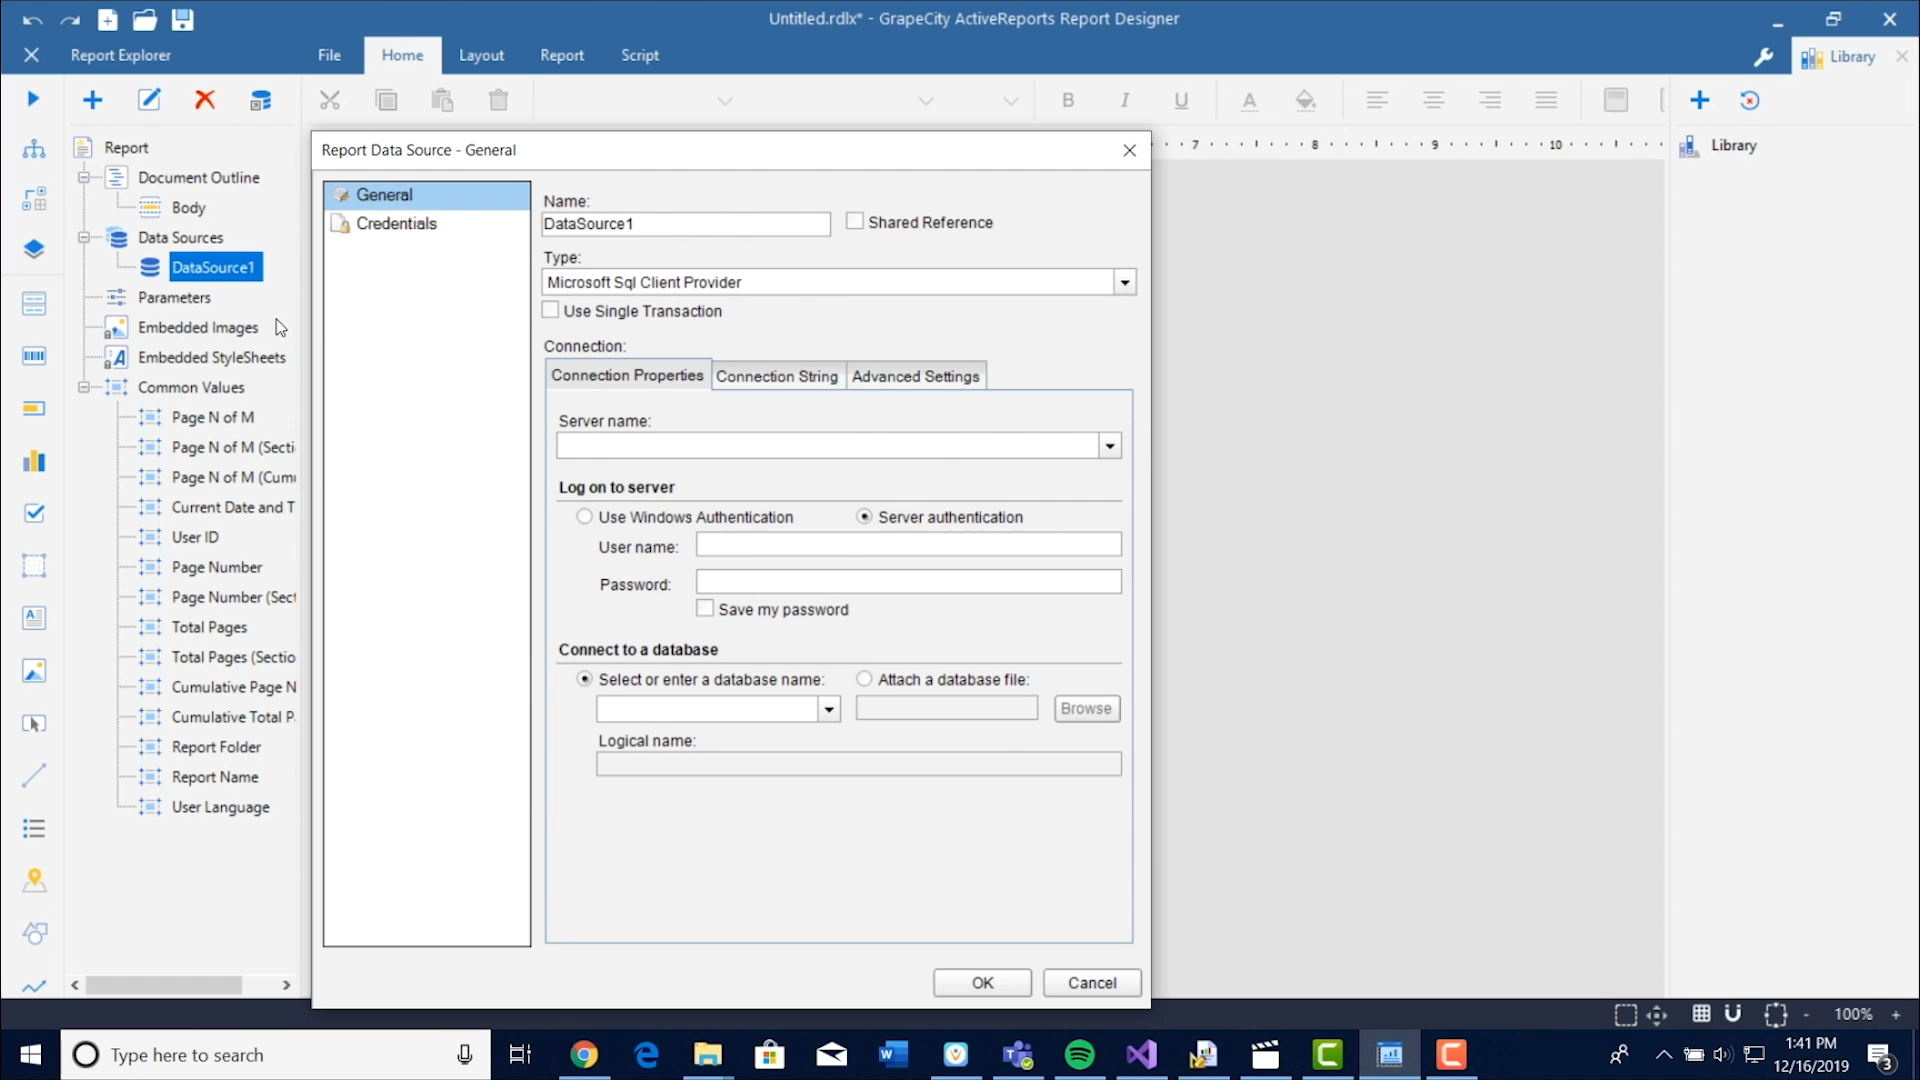 Untitled.rdlx* - GrapeCity ActiveReports Report Designer
Report Explorer
File
Home
Layout
Report
Script
Library
B
I
U
A
Report
Document Outline
Body
Data Sources
DataSource1
Parameters
Embedded Images
Embedded StyleSheets
Common Values
Page N of M
Page N of M (Secti
Page N of M (Cumu
Current Date and T
User ID
Page Number
Page Number (Sect
Total Pages
Total Pages (Sectio
Cumulative Page N
Cumulative Total P
Report Folder
Report Name
User Language
Report Data Source - General
General
Credentials
Name:
DataSource1
Shared Reference
Type:
Microsoft Sql Client Provider
Use Single Transaction
Connection:
Connection Properties
Connection String
Advanced Settings
Server name:
Log on to server
Use Windows Authentication
Server authentication
User name:
Password:
Save my password
Connect to a database
Select or enter a database name:
Attach a database file:
Browse
Logical name:
OK
Cancel
7 8 9 10
Library
- 100% +
Type here to search
1:41 PM
12/16/2019
3